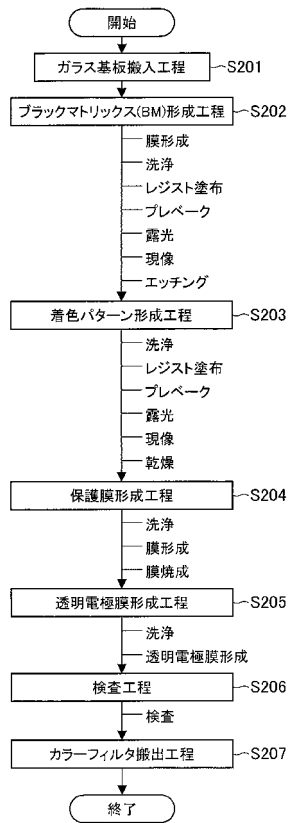 開始
ガラス基板搬入工程 S201
ブラックマトリックス(BM)形成工程 S202
膜形成
洗浄
レジスト塗布
プレベーク
露光
現像
エッチング
着色パターン形成工程 S203
洗浄
レジスト塗布
プレベーク
露光
現像
乾燥
保護膜形成工程 S204
洗浄
膜形成
膜焼成
透明電極膜形成工程 S205
洗浄
透明電極膜形成
検査工程 S206
検査
カラーフィルタ搬出工程 S207
終了